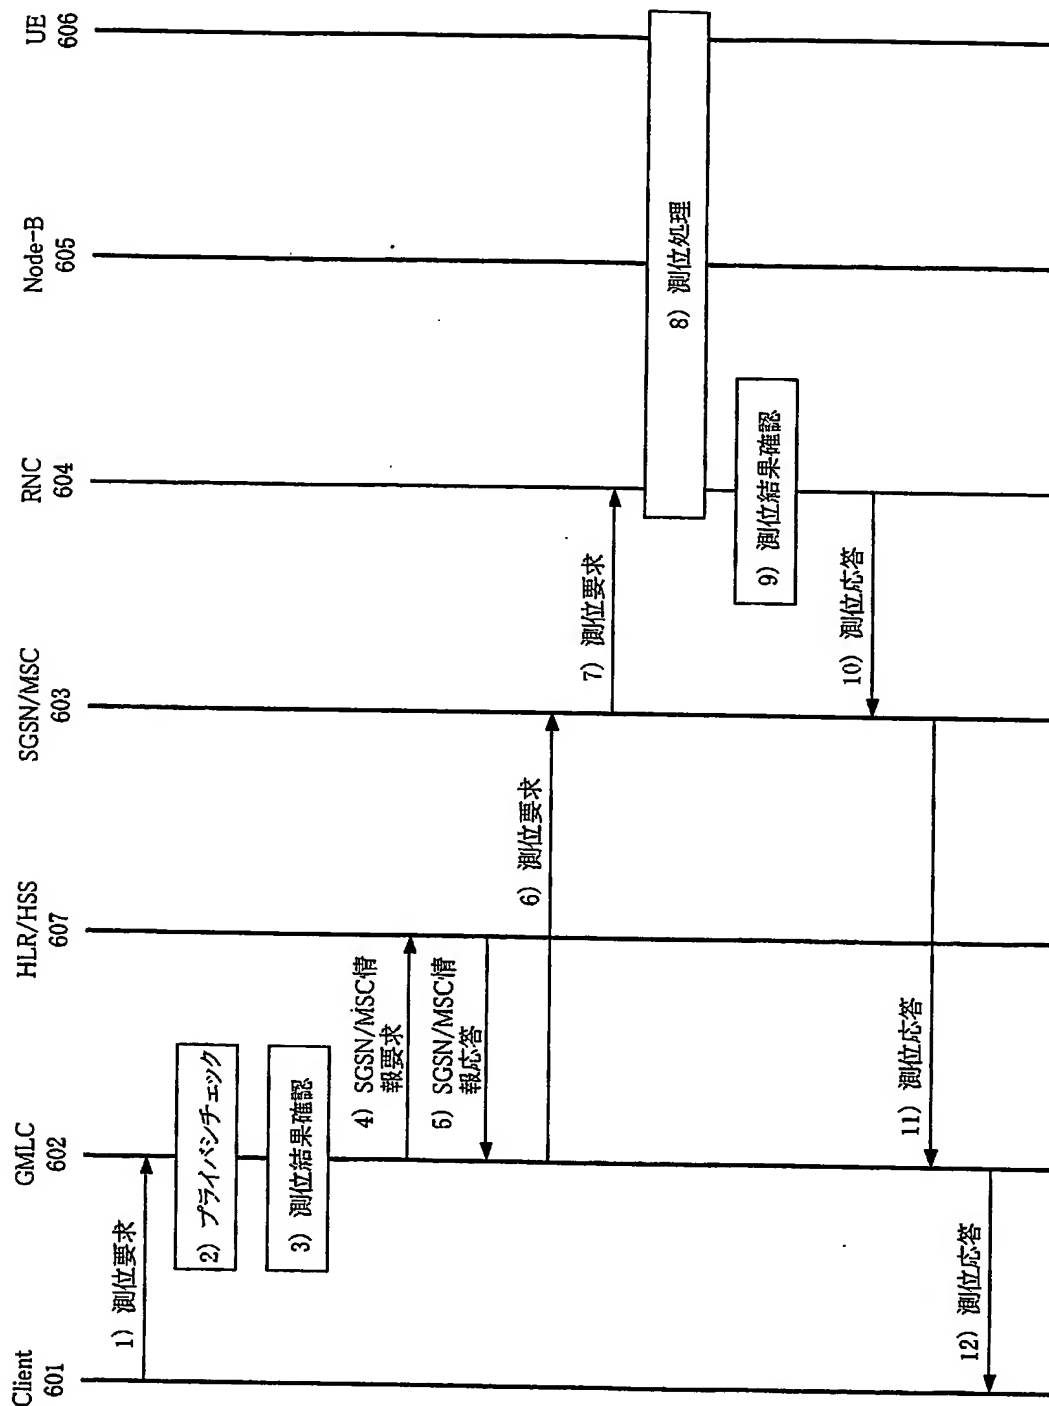 Client
601
GMLC
602
HLR/HSS
607
SGSN/MSC
603
RNC
604
Node-B
605
UE
606
1) 測位要求
2) プライバシチェック
3) 測位結果確認
4) SGSN/MSC情
報要求
6) SGSN/MSC情
報応答
6) 測位要求
7) 測位要求
8) 測位処理
9) 測位結果確認
10) 測位応答
11) 測位応答
12) 測位応答